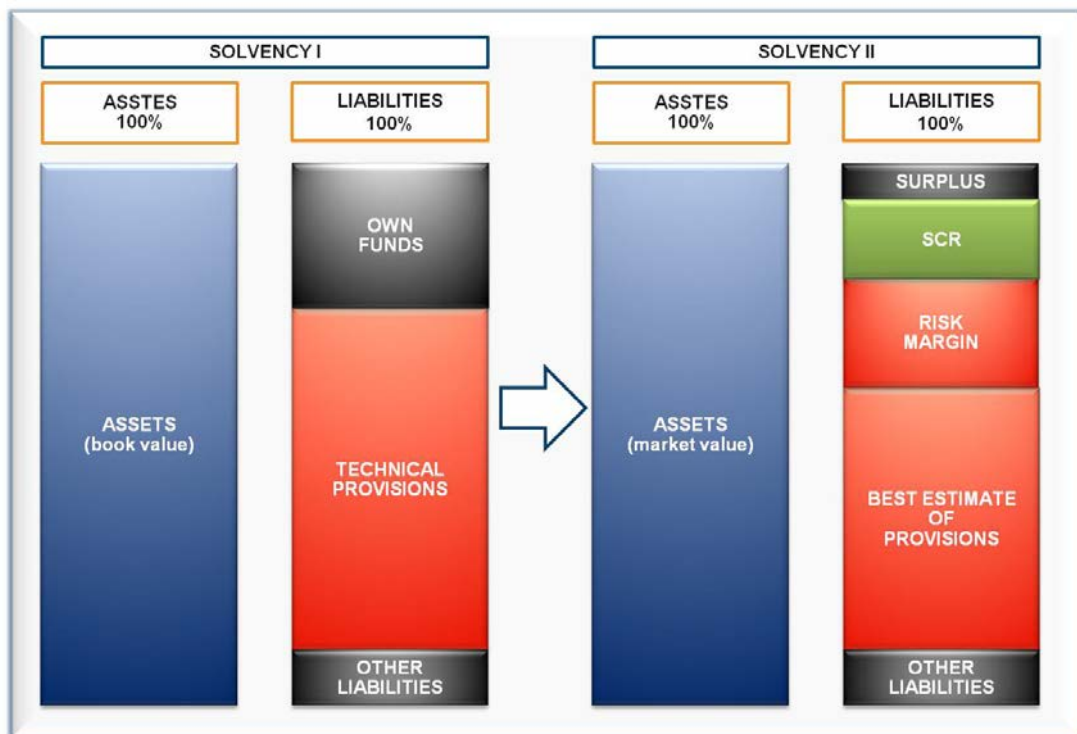 SOLVENCY I
SOLVENCY II
ASSTES
100%
LIABILITIES
100%
ASSTES
100%
LIABILITIES
100%
OWN
FUNDS
SURPLUS
SCR
RISK
MARGIN
ASSETS
(book value)
TECHNICAL
PROVISIONS
ASSETS
(market value)
BEST ESTIMATE
OF
PROVISIONS
OTHER
LIABILITIES
OTHER
LIABILITIES